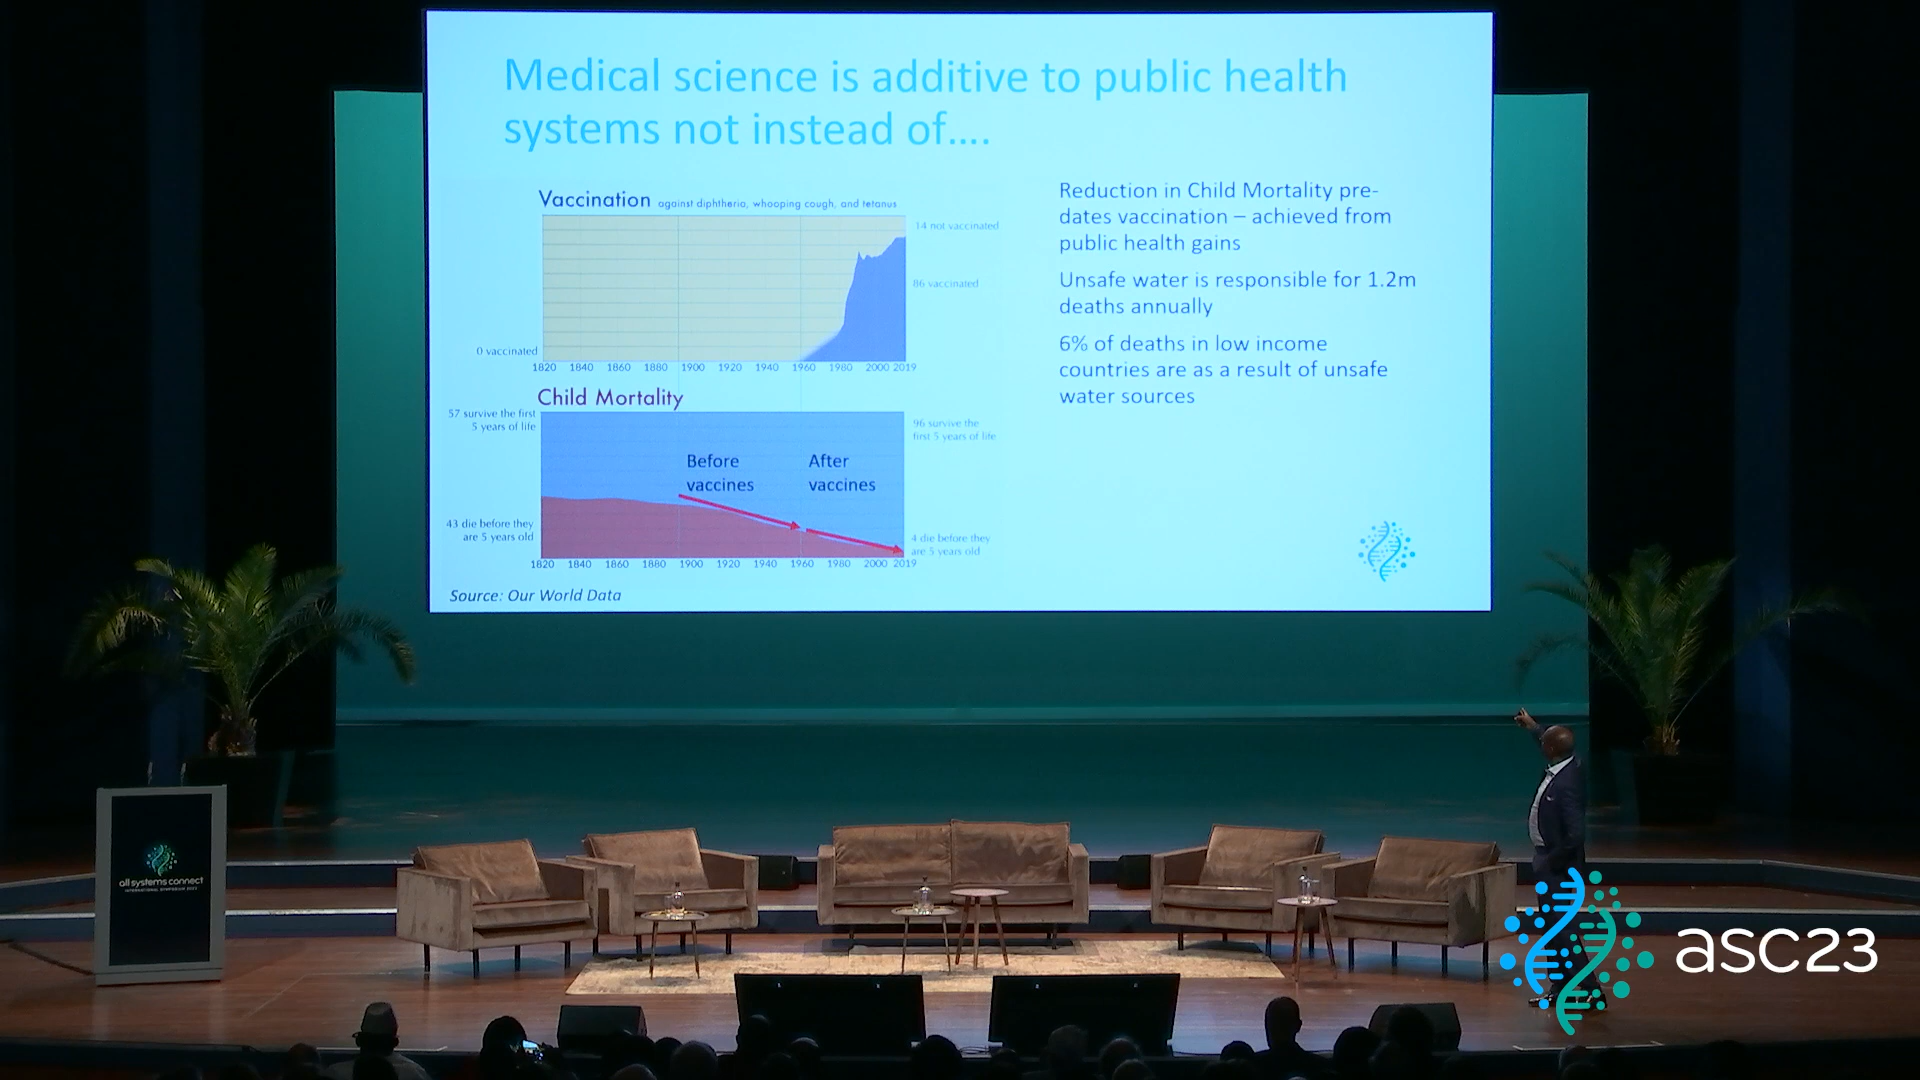 Medical science is additive to public health
systems not instead of....
Vaccination against diphtheria, whooping cough, and tetanus
14 not vaccinated
86 vaccinated
0 vaccinated
1820 1840 1860 1880 1900 1920 1940 1960 1980 2000 2019
Child Mortality
57 survive the first
5 years of life
96 survive the
first 5 years of life
Before
vaccines
After
vaccines
43 die before they
are 5 years old
4 die before they
are 5 years old
1820 1840 1860 1880 1900 1920 1940 1960 1980 2000 2019
Source: Our World Data
Reduction in Child Mortality pre-
dates vaccination – achieved from
public health gains
Unsafe water is responsible for 1.2m
deaths annually
6% of deaths in low income
countries are as a result of unsafe
water sources
all systems connect
INTERNATIONAL SYMPOSIUM 2023
asc23